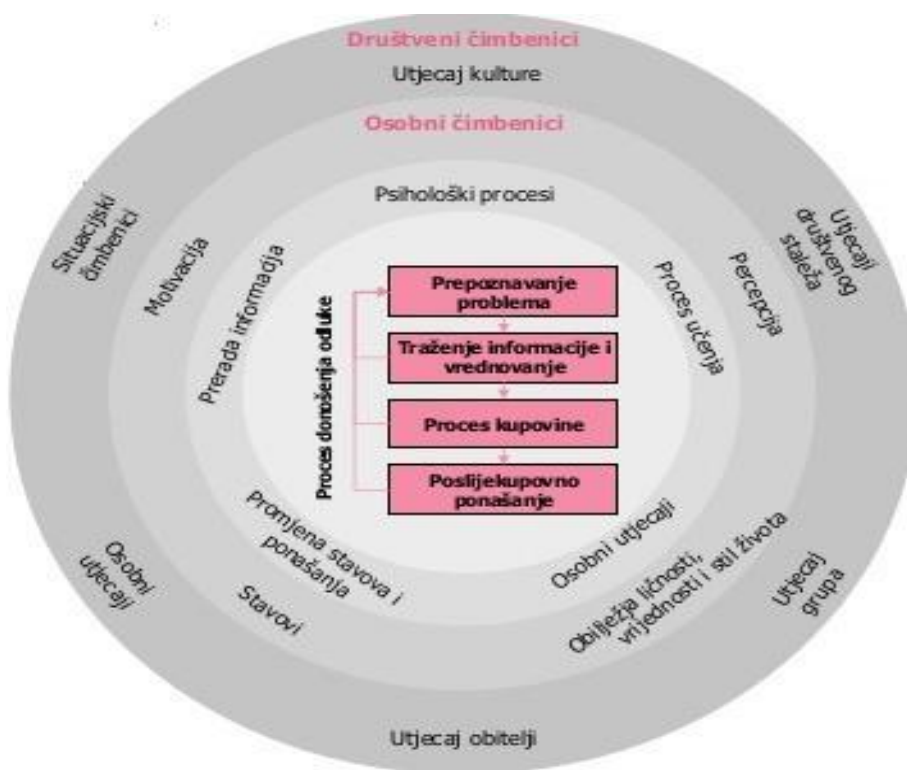 Društveni čimbenici
Utjecaj kulture
Osobni čimbenici
Psihološki procesi
Situacijski
čimbenici
Motivacija
Prerada informadja
Proces učenja
Percepcija
Utjecaji
društvenog
staleža
Proces donošenja odluke
Prepoznavanje
problema
Traženje informacije i
vrednovanje
Proces kupovine
Poslijekupovno
ponašanje
Promjena stavova i
ponašanja
Osobni utjecaji
Osobni
utjecaji
Stavovi
Obilježja ličnosti,
vrijednosti i stil života
Utjecaj
grupa
Utjecaj obitelji